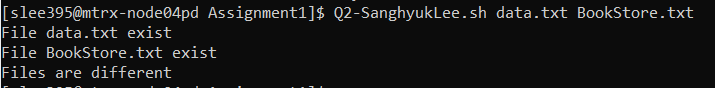 [slee395@mtrx-node04pd Assignment1]$ Q2-SanghyukLee.sh data.txt BookStore.txt
File data.txt exist
File BookStore.txt exist
Files are different